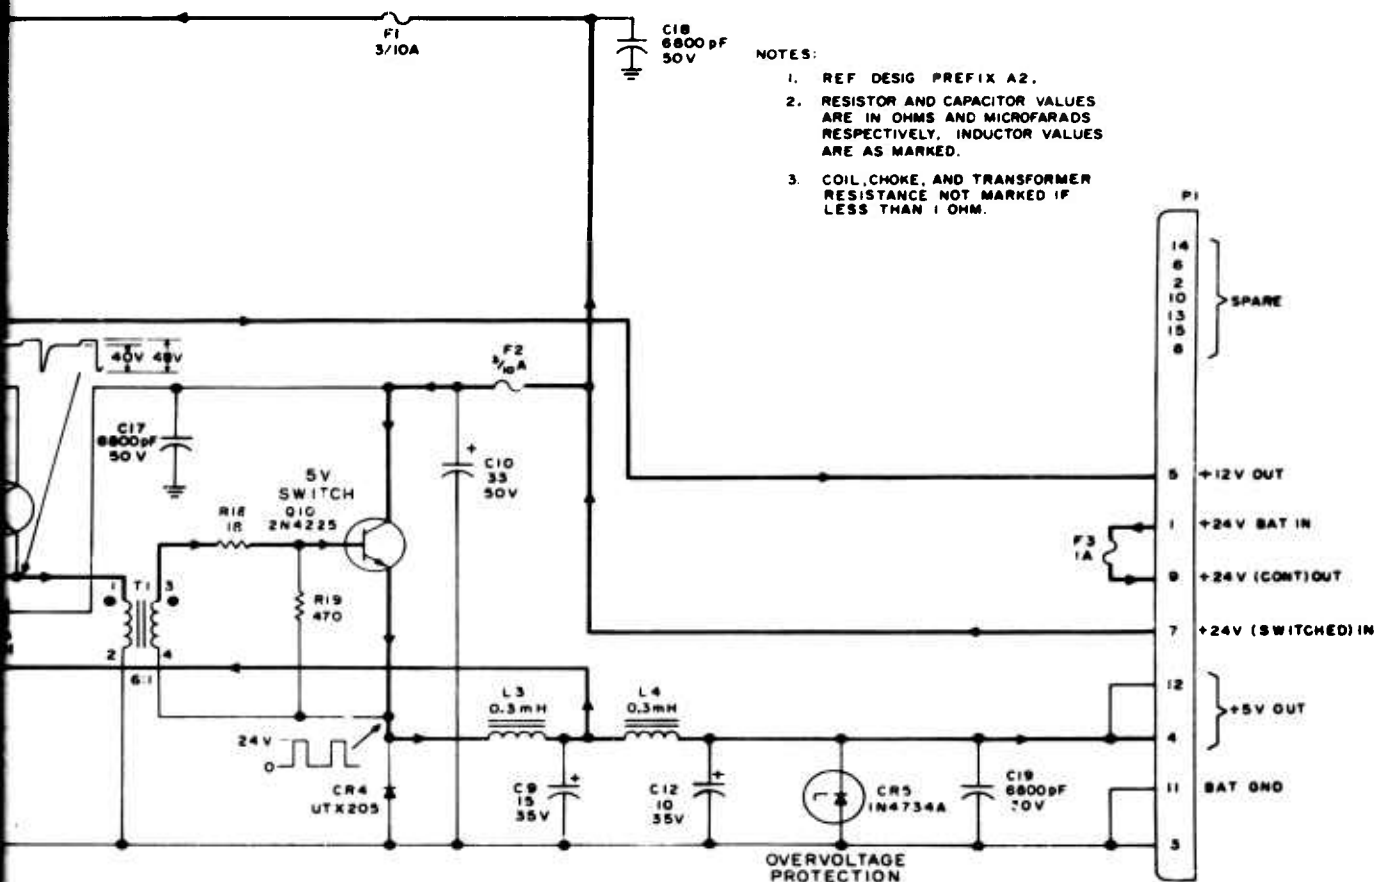 F1
3/10A
C18
6800 pF
50V
NOTES:
1. REF DESIG PREFIX A2.
2. RESISTOR AND CAPACITOR VALUES
ARE IN OHMS AND MICROFARADS
RESPECTIVELY. INDUCTOR VALUES
ARE AS MARKED.
3. COIL, CHOKE, AND TRANSFORMER
RESISTANCE NOT MARKED IF
LESS THAN 1 OHM.
P1
14
6
2
10
13
15
8
SPARE
40V 48V
F2
3/10A
C17
6800pF
50V
5V
SWITCH
Q10
2N4225
R18
18
C10
33
50V
+
5 +12V OUT
1 +24V BAT IN
F3
1A
9 +24V (CONT) OUT
7 +24V (SWITCHED) IN
1 T1 3
2 4
6:1
R19
470
12
+5V OUT
4
L3
0.3mH
L4
0.3mH
24V
0
CR4
UTX205
C9
15
35V
+
C12
10
35V
+
CR5
1N4734A
C19
6800pF
11 BAT GND
3
OVERVOLTAGE
PROTECTION